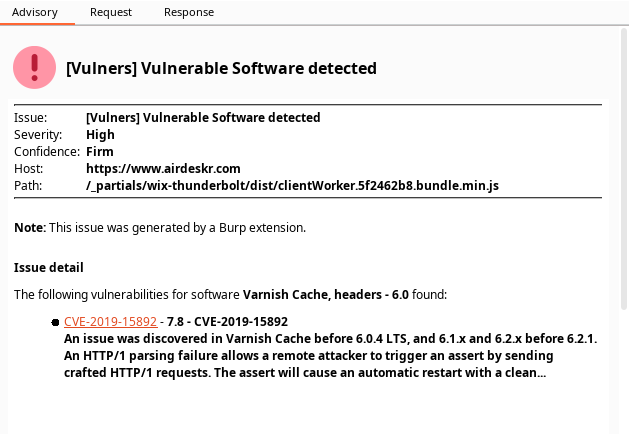 Advisory Request Response
[Vulners] Vulnerable Software detected
Issue: [Vulners] Vulnerable Software detected
Severity: High
Confidence: Firm
Host: https://www.airdeskr.com
Path: /_partials/wix-thunderbolt/dist/clientWorker.5f2462b8.bundle.min.js
Note: This issue was generated by a Burp extension.
Issue detail
The following vulnerabilities for software Varnish Cache, headers - 6.0 found:
● CVE-2019-15892 - 7.8 - CVE-2019-15892
An issue was discovered in Varnish Cache before 6.0.4 LTS, and 6.1.x and 6.2.x before 6.2.1.
An HTTP/1 parsing failure allows a remote attacker to trigger an assert by sending
crafted HTTP/1 requests. The assert will cause an automatic restart with a clean...